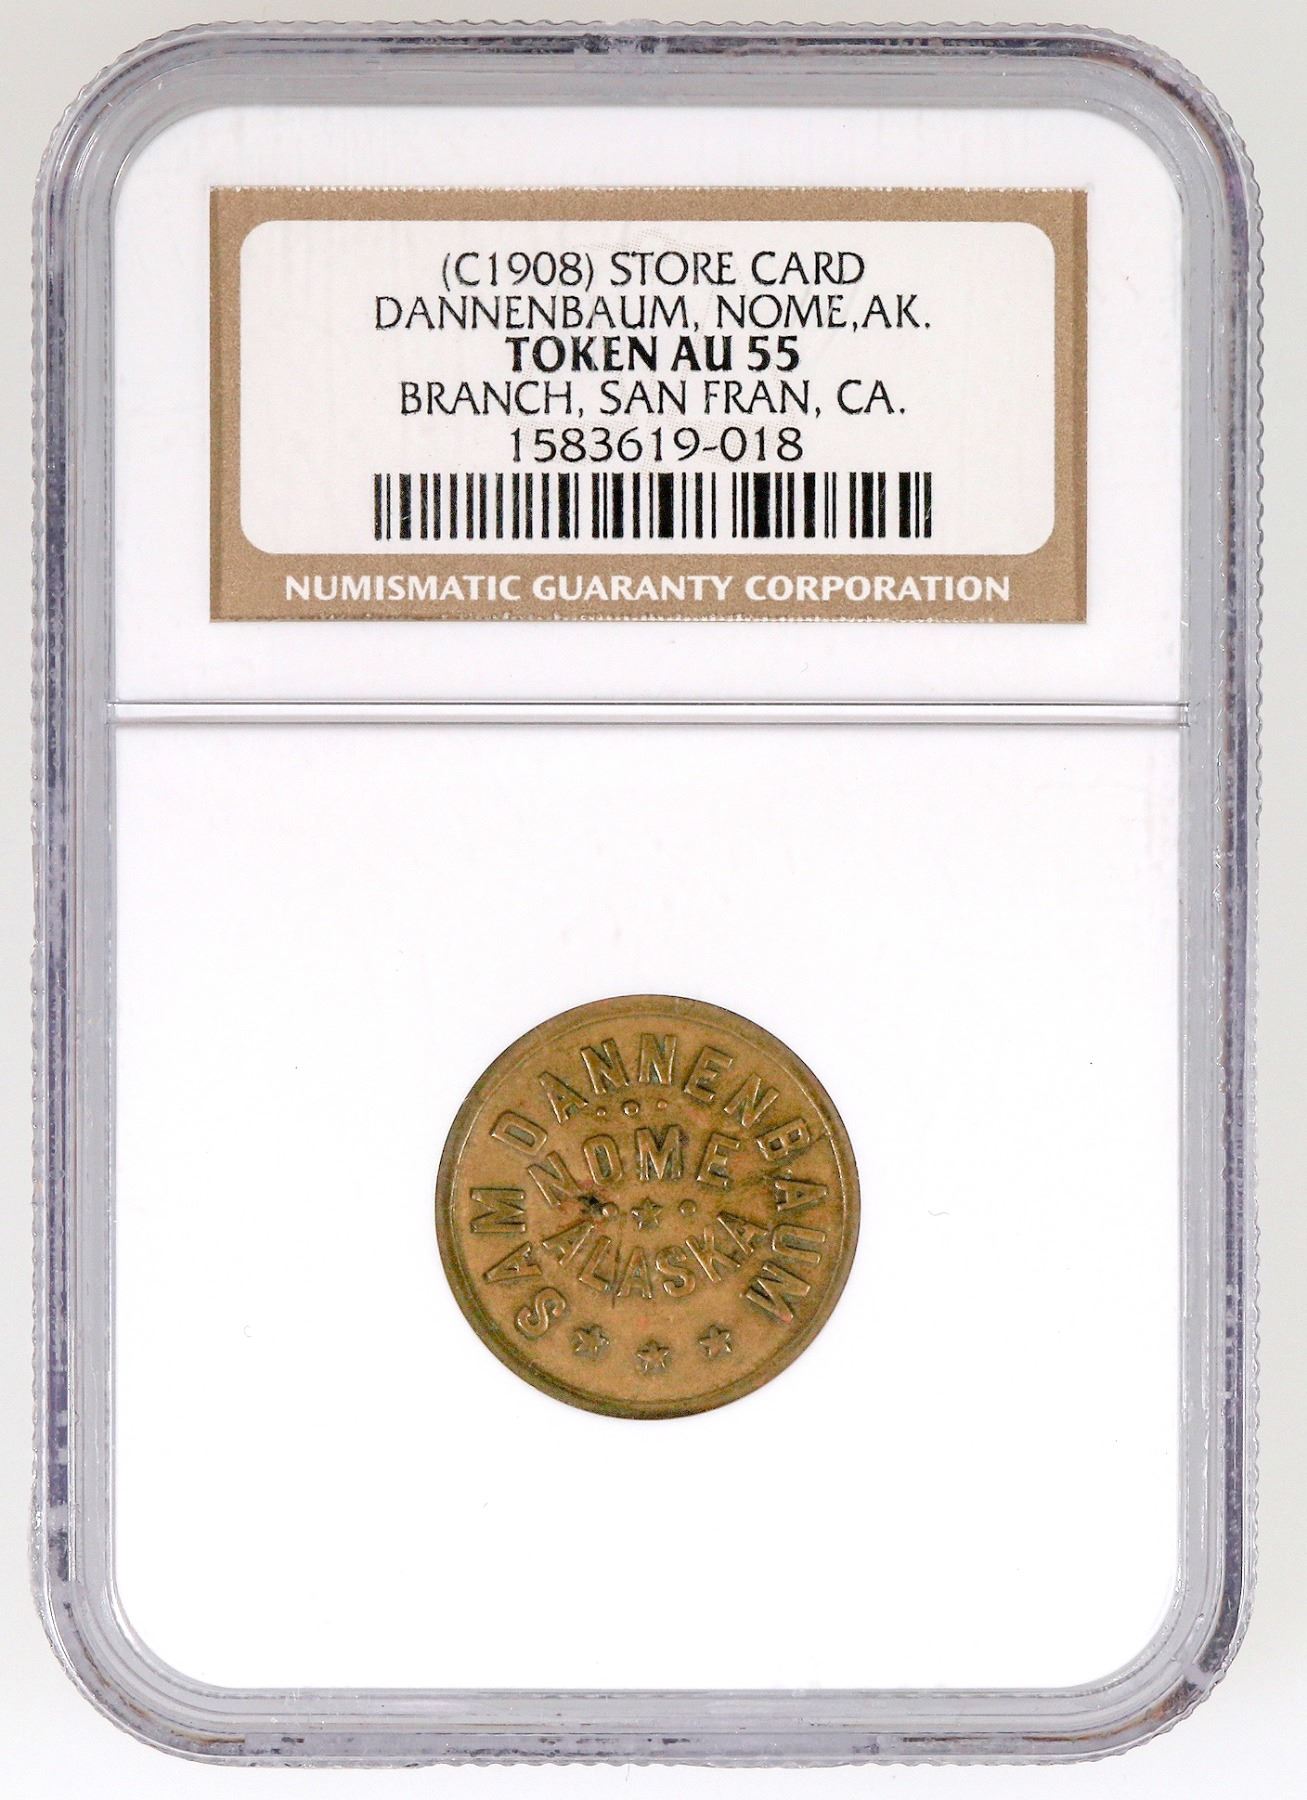 (C1908) STORE CARD
DANNENBAUM, NOME,AK.
TOKEN AU 55
BRANCH, SAN FRAN, CA.
1583619-018
NUMISMATIC GUARANTY CORPORATION
SAM DANNENBAUM
NOME
ALASKA